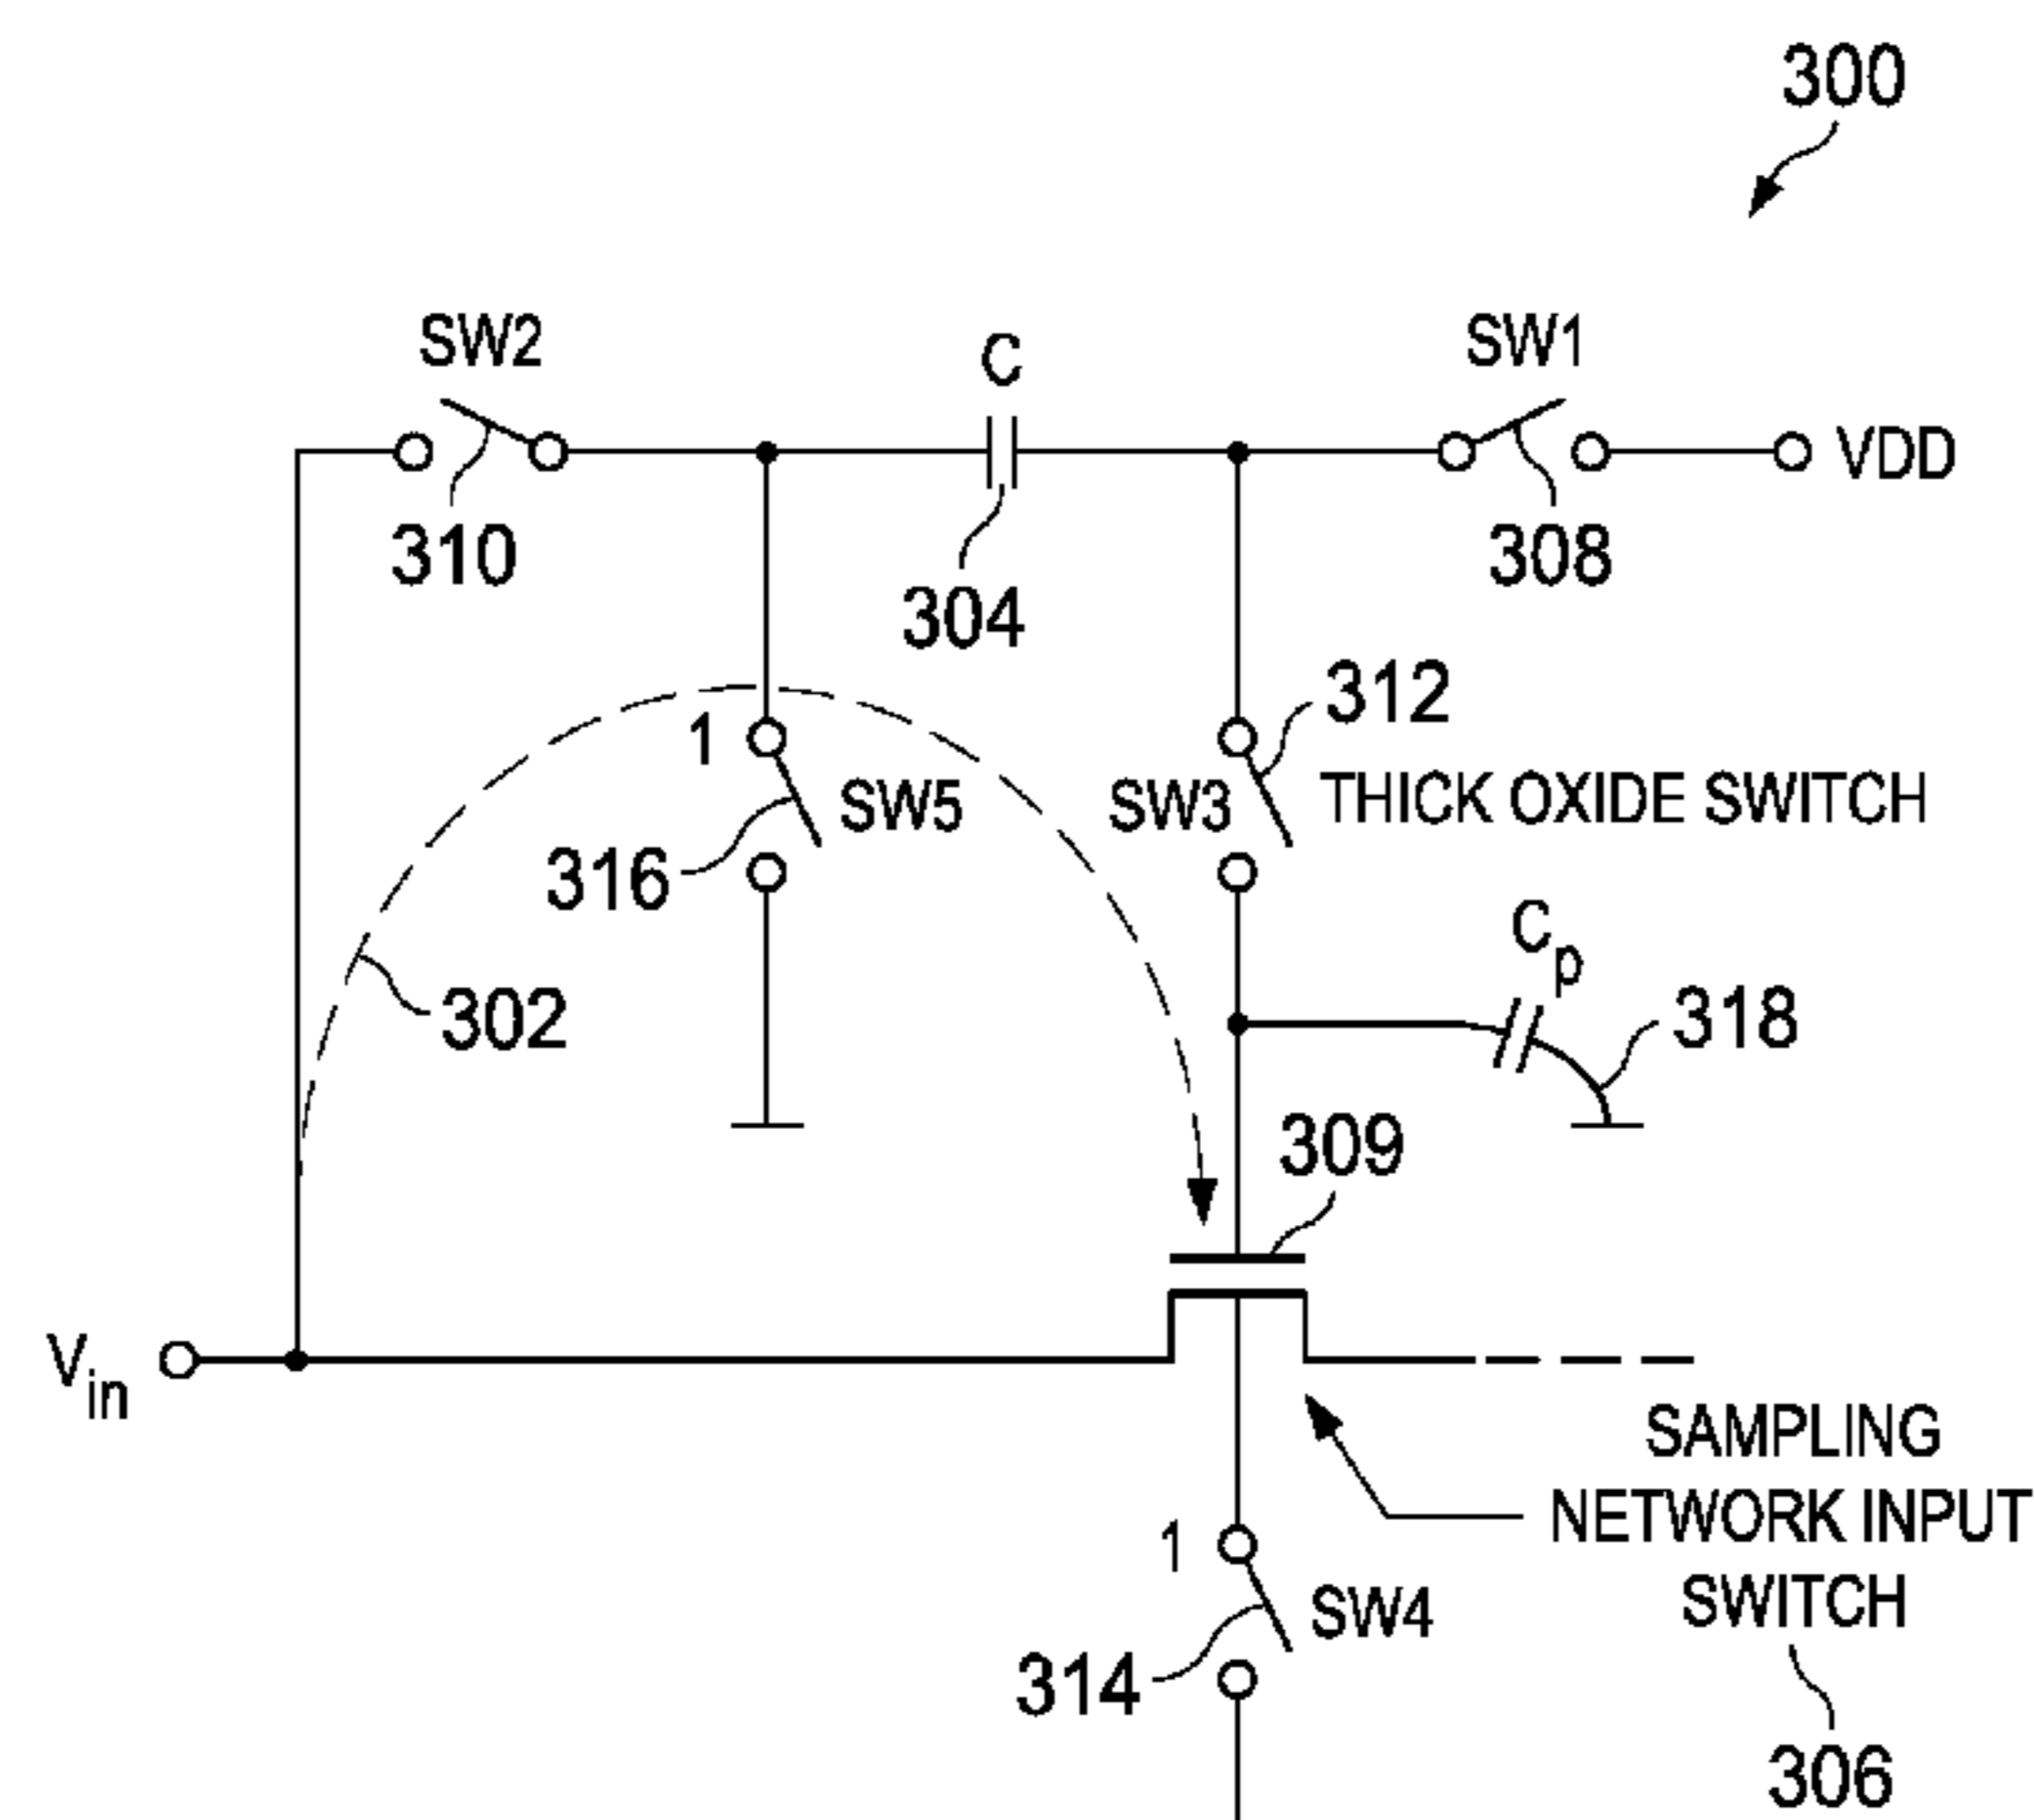 300
SW2
C
SW1
VDD
310
304
308
312
1
SW5
SW3
THICK OXIDE SWITCH
316
Cp
302
318
309
Vin
SAMPLING
NETWORK INPUT
SWITCH
1
SW4
314
306